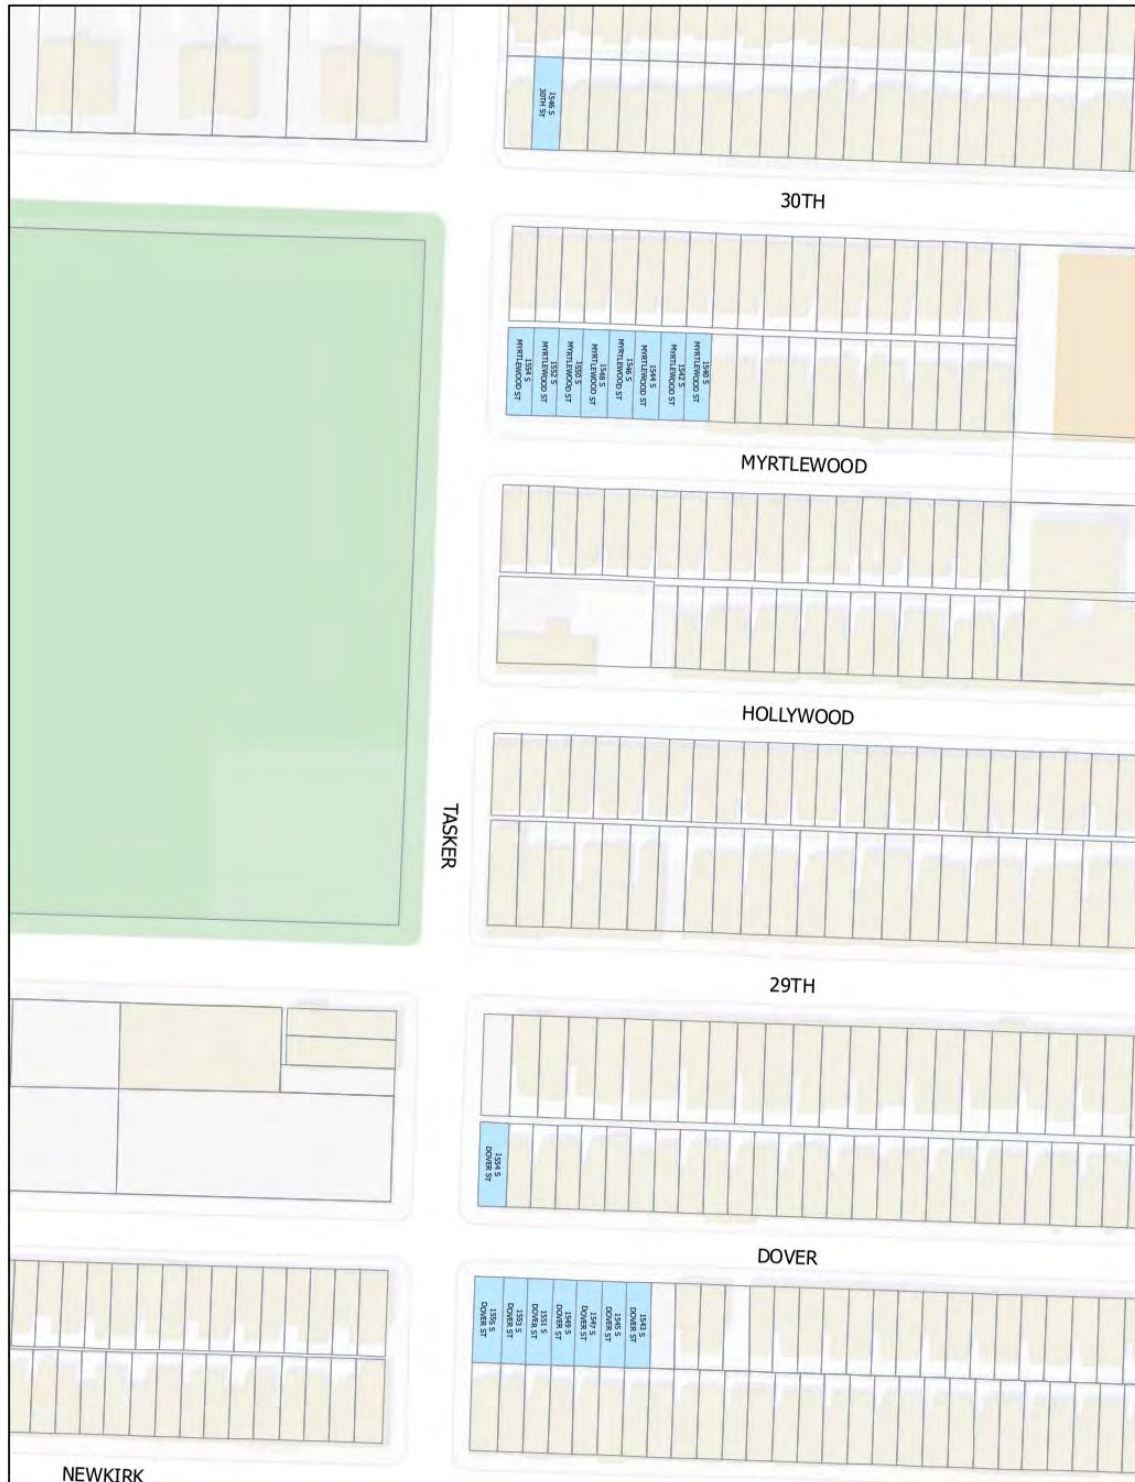 1546 S
30TH ST
30TH
1554 S
MYRTLEWOOD ST
1552 S
MYRTLEWOOD ST
1550 S
MYRTLEWOOD ST
1548 S
MYRTLEWOOD ST
1546 S
MYRTLEWOOD ST
1544 S
MYRTLEWOOD ST
1542 S
MYRTLEWOOD ST
1540 S
MYRTLEWOOD ST
MYRTLEWOOD
HOLLYWOOD
TASKER
29TH
1554 S
DOVER ST
DOVER
1555 S
DOVER ST
1553 S
DOVER ST
1551 S
DOVER ST
1549 S
DOVER ST
1547 S
DOVER ST
1545 S
DOVER ST
1543 S
DOVER ST
NEWKIRK